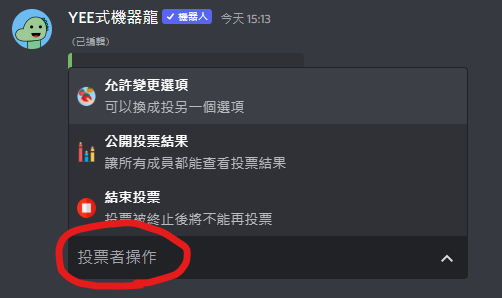 YEE式機器龍 機器人 今天 15:13
(已編輯)
允許變更選項
可以換成投另一個選項
公開投票結果
讓所有成員都能查看投票結果
結束投票
投票被終止後將不能再投票
投票者操作